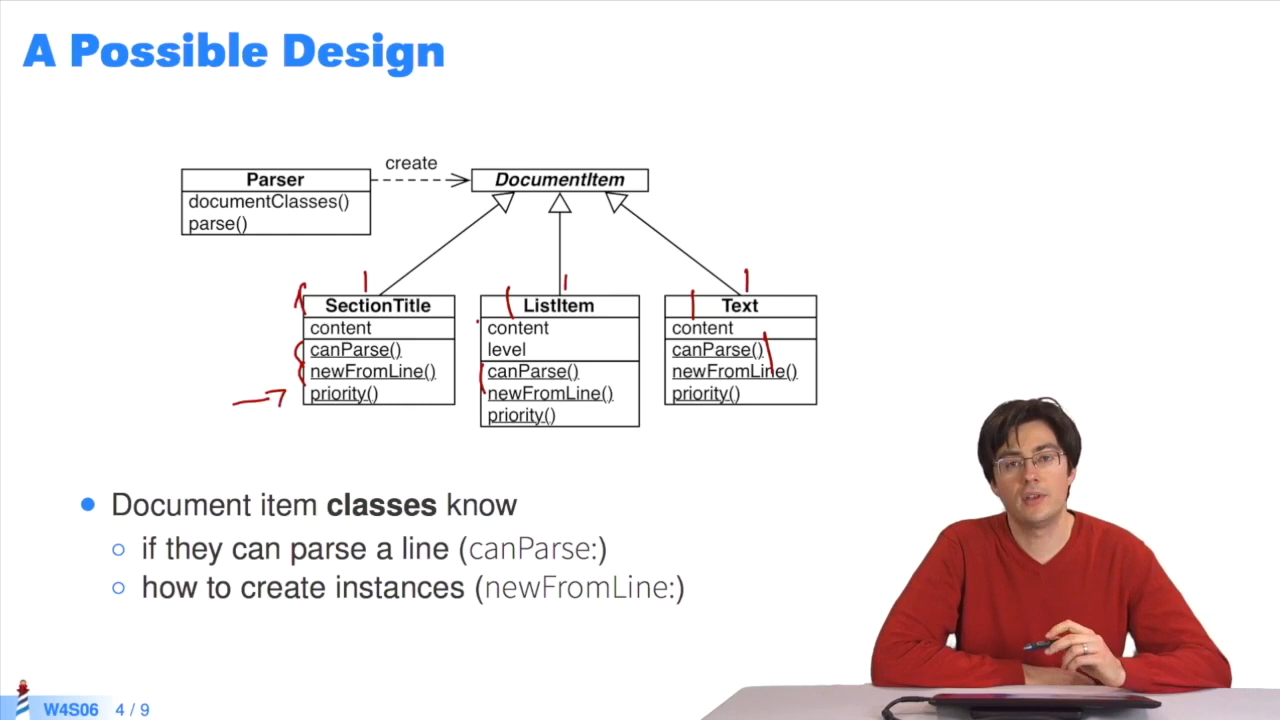 A Possible Design
create
Parser
documentClasses()
parse()
DocumentItem
SectionTitle
content
canParse()
newFromLine()
priority()
ListItem
content
level
canParse()
newFromLine()
priority()
Text
content
canParse()
newFromLine()
priority()
Document item classes know
if they can parse a line (canParse:)
how to create instances (newFromLine:)
W4S06 4 / 9